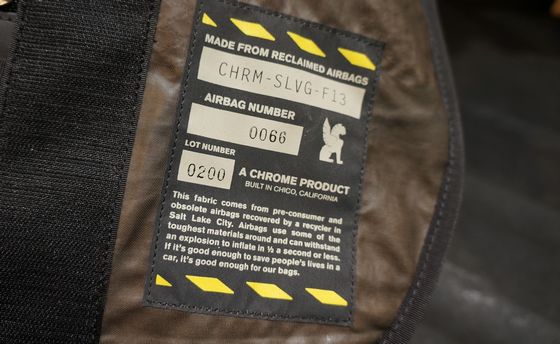 MADE FROM RECLAIMED AIRBAGS
CHRM-SLVG-F13
AIRBAG NUMBER
0066
LOT NUMBER
0200
A CHROME PRODUCT
BUILT IN CHICO, CALIFORNIA
This fabric comes from pre-consumer and
obsolete airbags recovered by a recycler in
Salt Lake City. Airbags use some of the
toughest materials around and can withstand
an explosion to inflate in ½ a second or less.
If it's good enough to save people's lives in a
car, it's good enough for our bags.